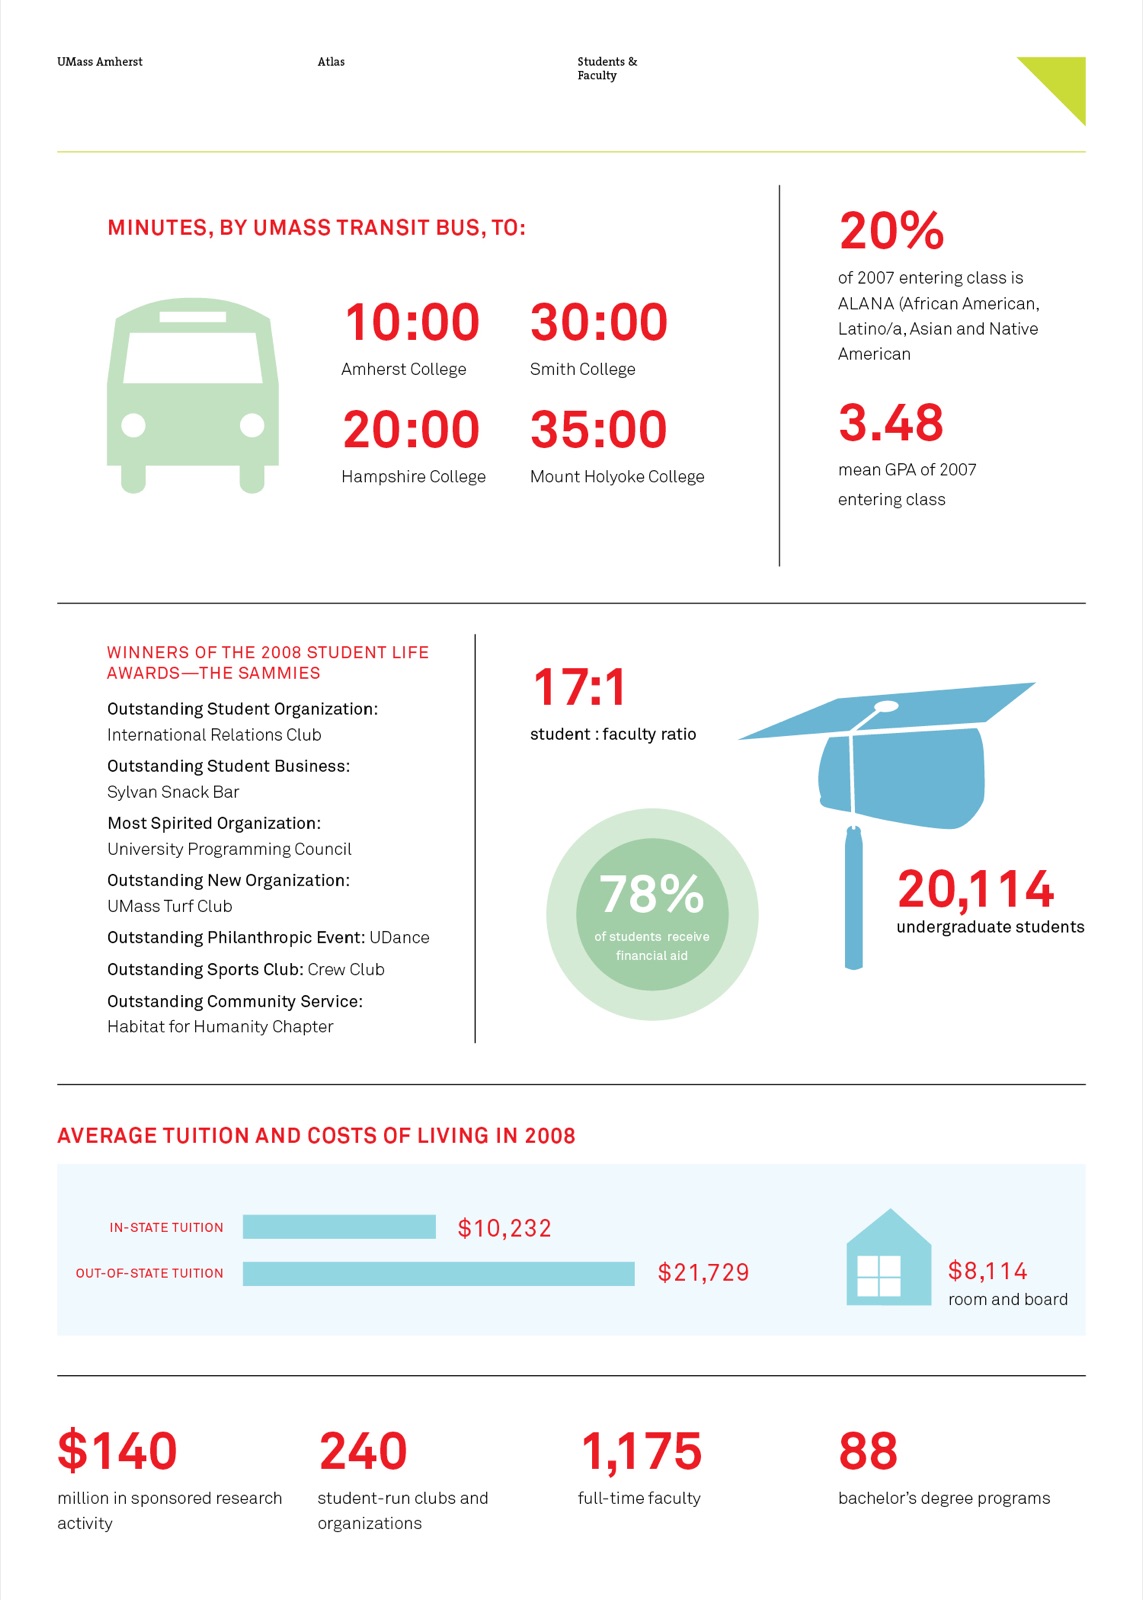 UMass Amherst
Atlas
Students &
Faculty
MINUTES, BY UMASS TRANSIT BUS, TO:
10:00
Amherst College
30:00
Smith College
20:00
Hampshire College
35:00
Mount Holyoke College
20%
of 2007 entering class is
ALANA (African American,
Latino/a, Asian and Native
American
3.48
mean GPA of 2007
entering class
WINNERS OF THE 2008 STUDENT LIFE
AWARDS—THE SAMMIES
Outstanding Student Organization:
International Relations Club
Outstanding Student Business:
Sylvan Snack Bar
Most Spirited Organization:
University Programming Council
Outstanding New Organization:
UMass Turf Club
Outstanding Philanthropic Event: UDance
Outstanding Sports Club: Crew Club
Outstanding Community Service:
Habitat for Humanity Chapter
17:1
student : faculty ratio
78%
of students receive
financial aid
20,114
undergraduate students
AVERAGE TUITION AND COSTS OF LIVING IN 2008
IN-STATE TUITION
$10,232
OUT-OF-STATE TUITION
$21,729
$8,114
room and board
$140
million in sponsored research
activity
240
student-run clubs and
organizations
1,175
full-time faculty
88
bachelor’s degree programs